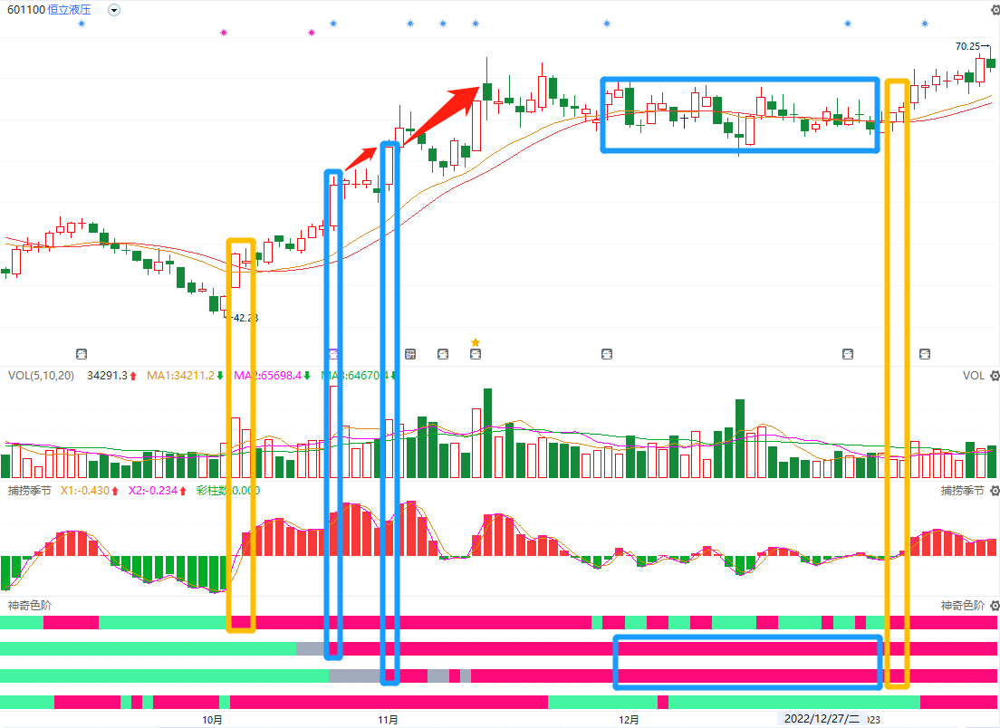 601100 恒立液压
70.25→
←42.23
VOL(5,10,20) 34291.3 MA1:34211.2 MA2:65698.4 MA3:64670.4 VOL
捕捞季节 X1:-0.430 X2:-0.234 彩柱数0.000 捕捞季节
神奇色阶 神奇色阶
10月 11月 12月 2022/12/27/二 023